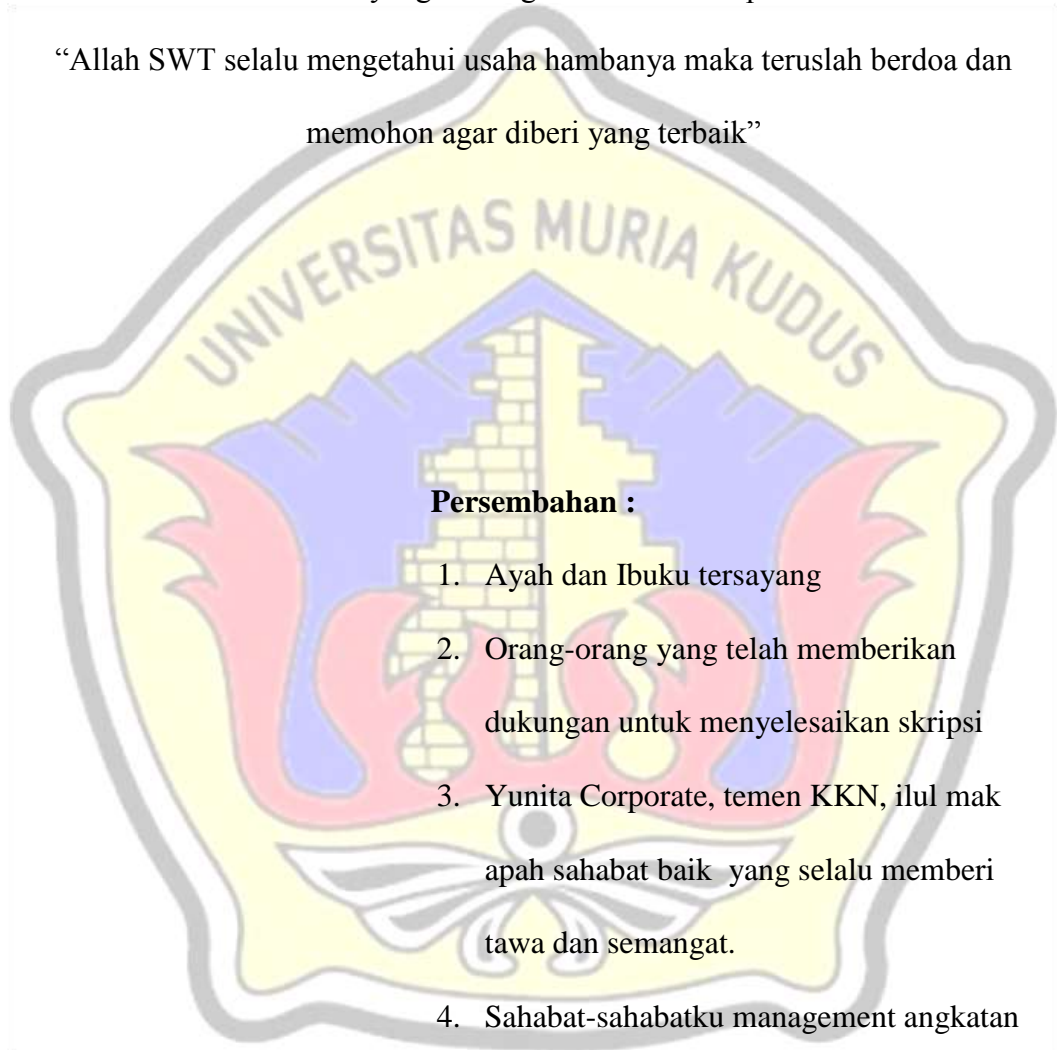 “Allah SWT selalu mengetahui usaha hambanya maka teruslah berdoa dan
memohon agar diberi yang terbaik”
UNIVERSITAS MURIA KUDUS
Persembahan :
1. Ayah dan Ibuku tersayang
2. Orang-orang yang telah memberikan
dukungan untuk menyelesaikan skripsi
3. Yunita Corporate, temen KKN, ilul mak
apah sahabat baik yang selalu memberi
tawa dan semangat.
4. Sahabat-sahabatku management angkatan